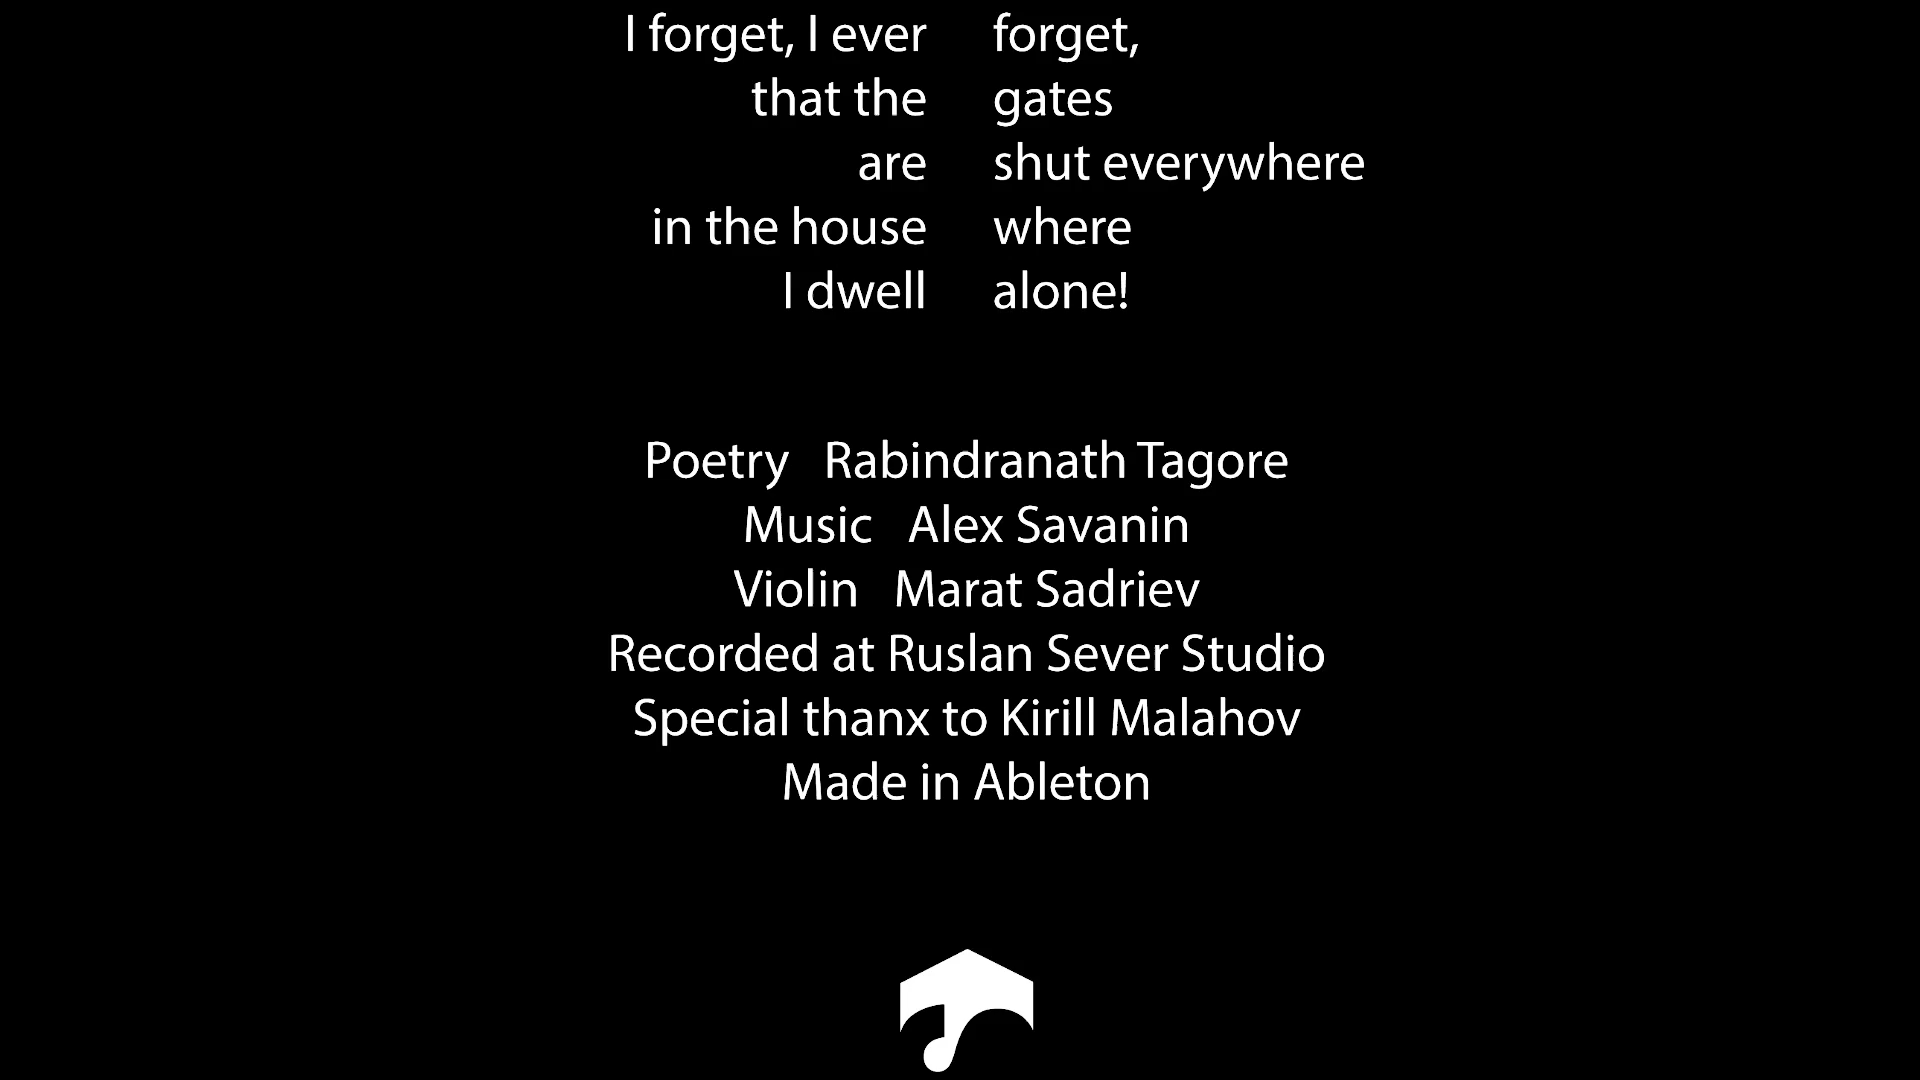 I forget, I ever forget,
that the gates
are shut everywhere
in the house where
I dwell alone!
Poetry Rabindranath Tagore
Music Alex Savanin
Violin Marat Sadriev
Recorded at Ruslan Sever Studio
Special thanx to Kirill Malahov
Made in Ableton